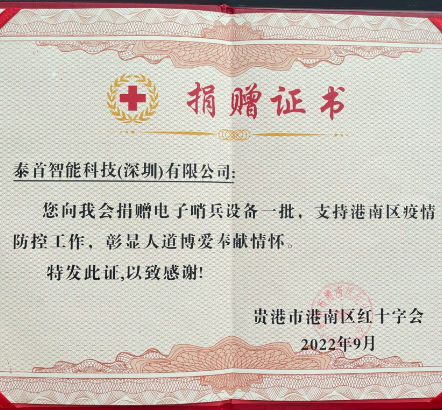 捐赠证书
泰首智能科技(深圳)有限公司:
您向我会捐赠电子哨兵设备一批，支持港南区疫情
防控工作，彰显人道博爱奉献情怀。
特发此证,以致感谢!
贵港市港南区红十字会
2022年9月